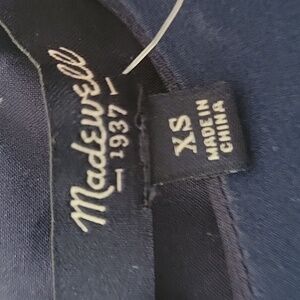 Madewell
— 1937 —
XS
MADE IN
CHINA